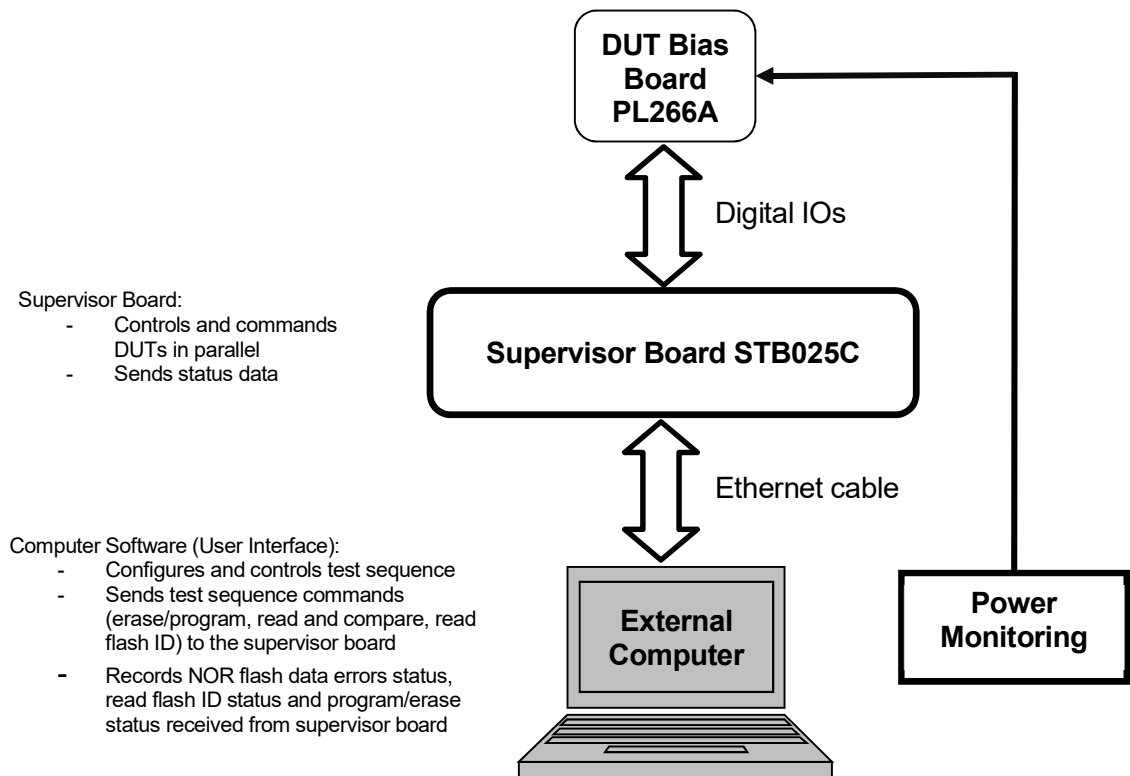 DUT Bias
Board
PL266A
Digital IOs
Supervisor Board:
- Controls and commands
DUTs in parallel
- Sends status data
Supervisor Board STB025C
Ethernet cable
Computer Software (User Interface):
- Configures and controls test sequence
- Sends test sequence commands
(erase/program, read and compare, read
flash ID) to the supervisor board
- Records NOR flash data errors status,
read flash ID status and program/erase
status received from supervisor board
External
Computer
Power
Monitoring